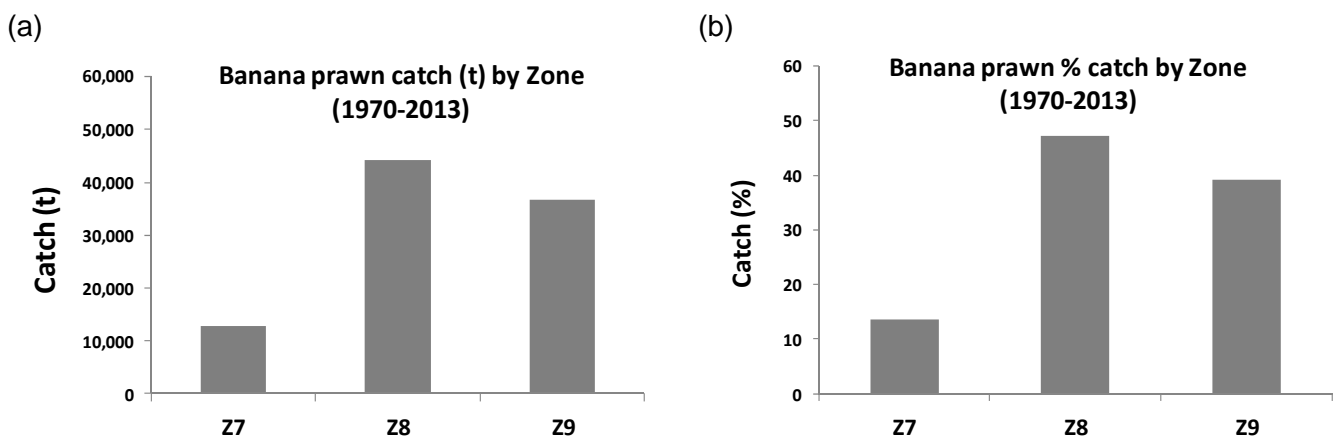 (a)
Banana prawn catch (t) by Zone
(1970-2013)
Catch (t)
60,000
50,000
40,000
30,000
20,000
10,000
0
Z7 Z8 Z9
(b)
Banana prawn % catch by Zone
(1970-2013)
Catch (%)
60
50
40
30
20
10
0
Z7 Z8 Z9